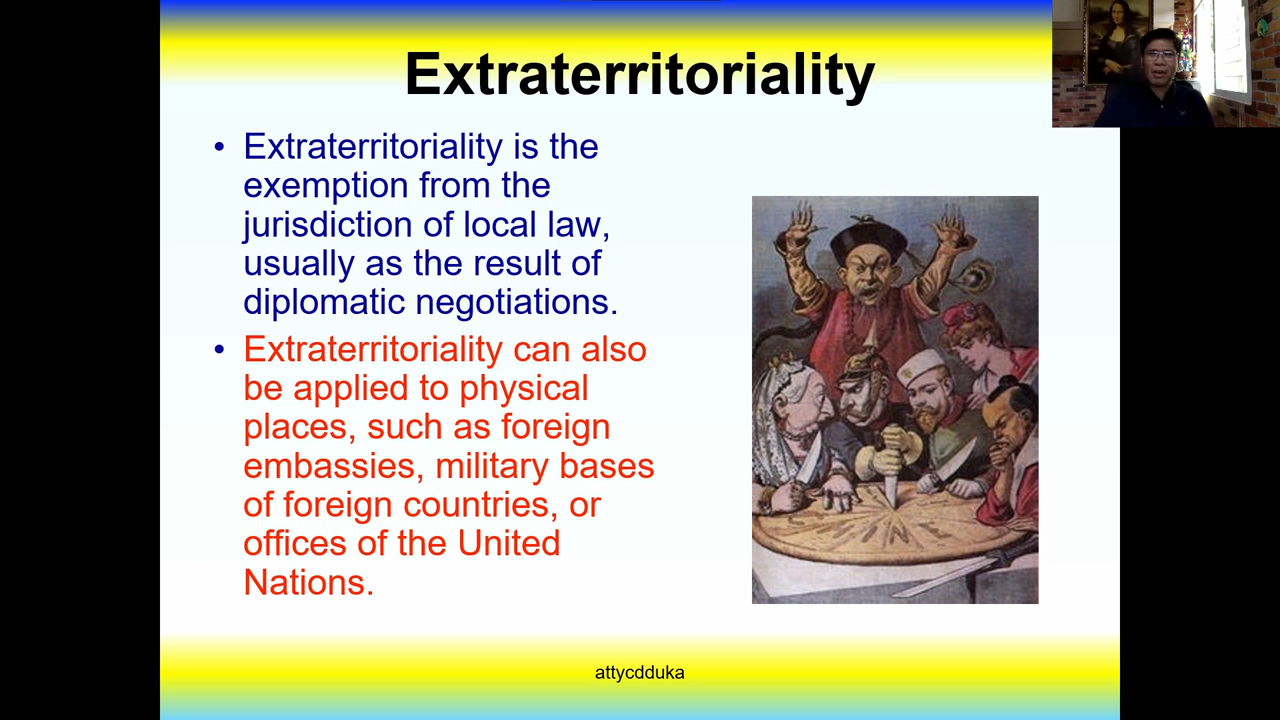 Extraterritoriality
• Extraterritoriality is the
exemption from the
jurisdiction of local law,
usually as the result of
diplomatic negotiations.
• Extraterritoriality can also
be applied to physical
places, such as foreign
embassies, military bases
of foreign countries, or
offices of the United
Nations.
attycdduka